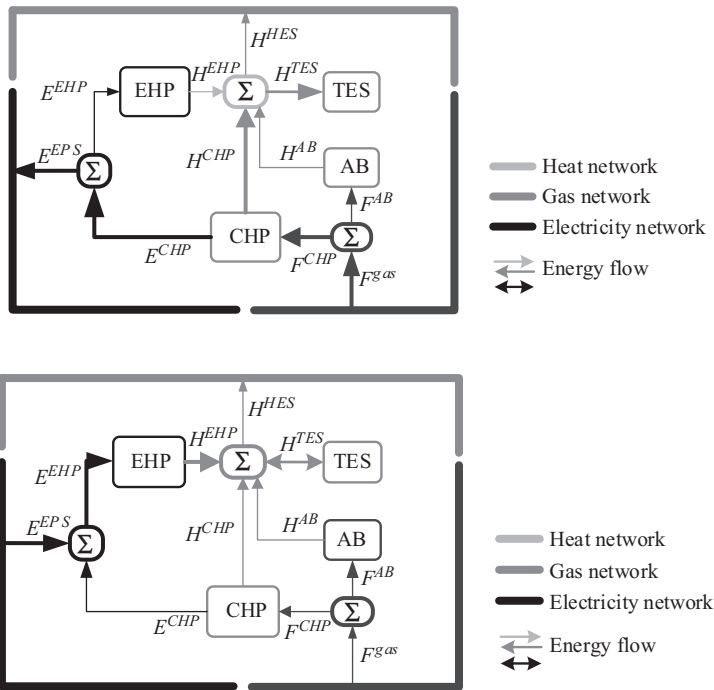 H^{HES}
E^{EHP}
EHP
H^{EHP}
Σ
H^{TES}
TES
E^{EPS}
Σ
H^{CHP}
H^{AB}
AB
F^{AB}
E^{CHP}
CHP
F^{CHP}
Σ
F^{gas}
Heat network
Gas network
Electricity network
Energy flow
H^{HES}
E^{EHP}
EHP
H^{EHP}
Σ
H^{TES}
TES
E^{EPS}
Σ
H^{CHP}
H^{AB}
AB
F^{AB}
E^{CHP}
CHP
F^{CHP}
Σ
F^{gas}
Heat network
Gas network
Electricity network
Energy flow